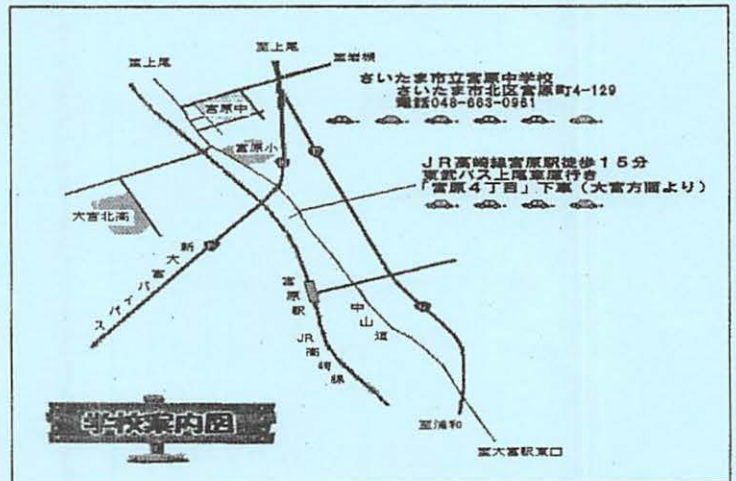 至上尾
至上尾
至岩槻
さいたま市立宮原中学校
さいたま市北区宮原町4-129
電話048-663-0961
宮原中
宮原小
JR高崎線宮原駅徒歩15分
東武バス上尾車庫行き
「宮原4丁目」下車(大宮方面より)
大宮北高
新大宮バイパス
宮原駅
中山道
JR高崎線
学校案内図
至浦和
至大宮駅東口